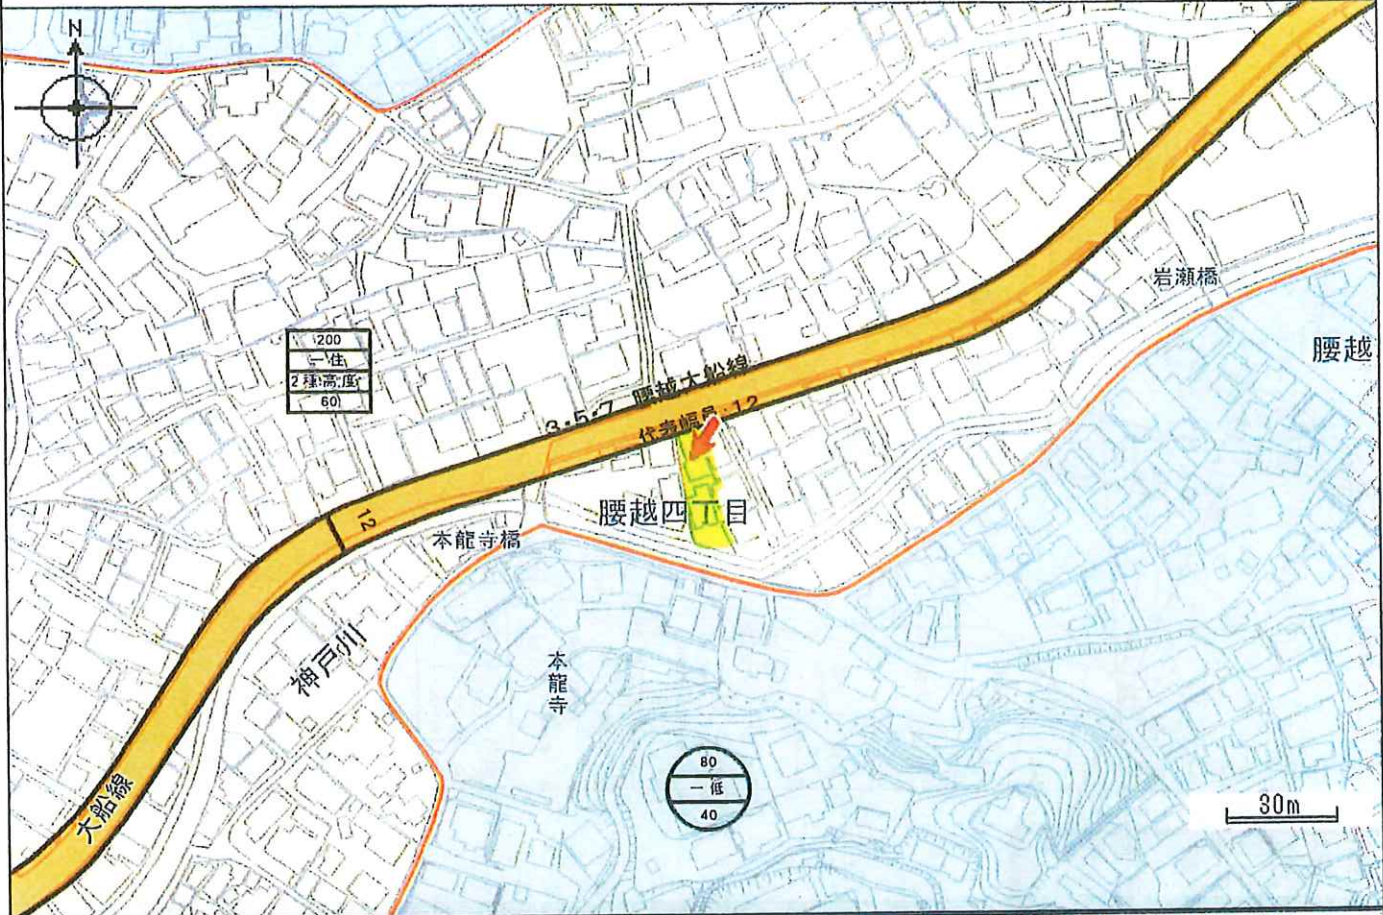 N
岩瀬橋
腰越
200
一住
2種高度
60
3・5・7 腰越大船線
代表幅員:12
腰越四丁目
12
本龍寺橋
神戸川
本龍寺
80
一低
40
大船線
30m